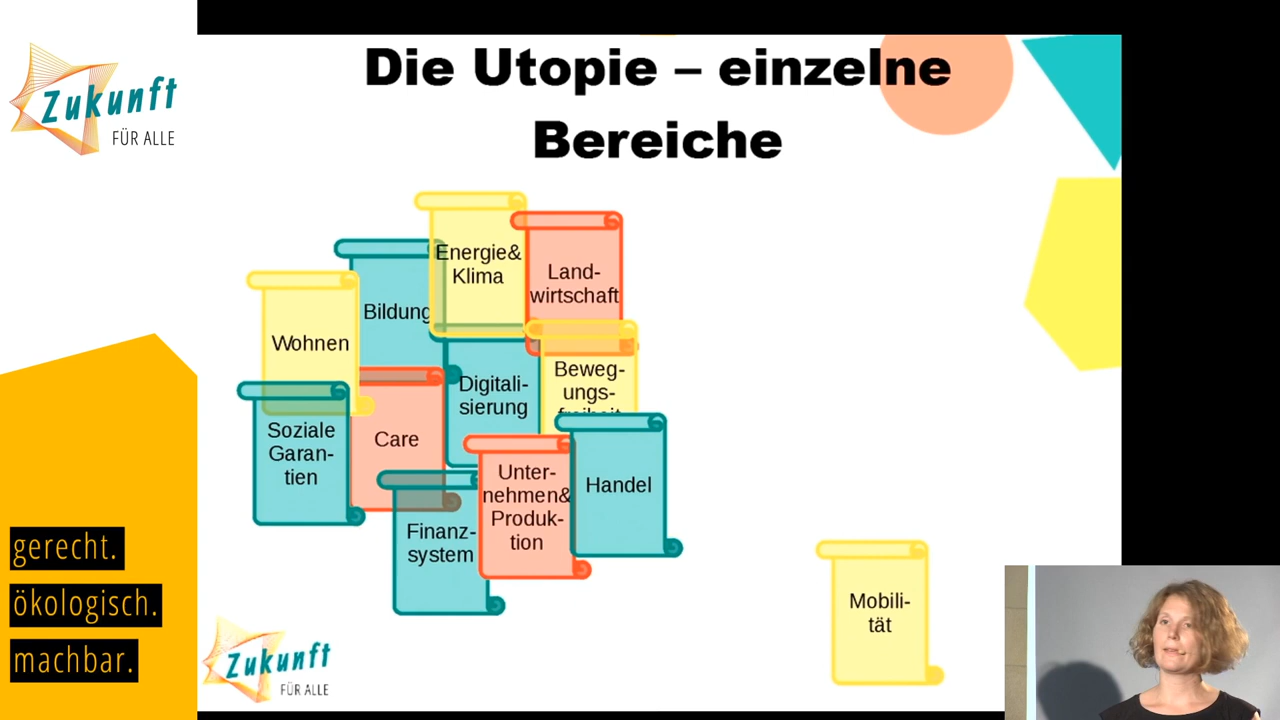 Zukunft
FÜR ALLE
Die Utopie – einzelne
Bereiche
Energie&
Klima
Land-
wirtschaft
Bildung
Wohnen
Beweg-
ungs-
freiheit
Digitali-
sierung
Soziale
Garan-
tien
Care
Unter-
nehmen&
Produk-
tion
Handel
Finanz-
system
Mobili-
tät
gerecht.
ökologisch.
machbar.
Zukunft
FÜR ALLE